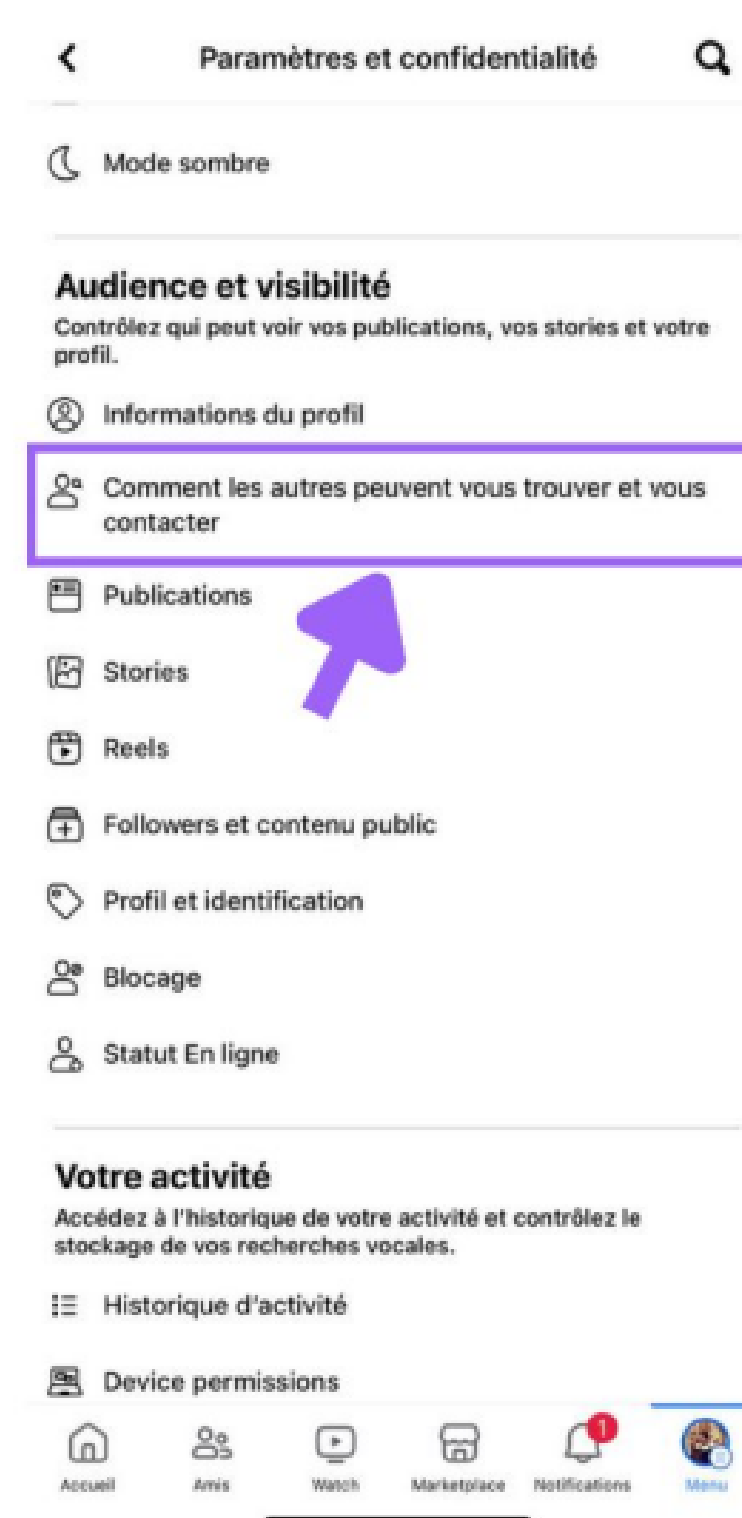 Paramètres et confidentialité
Mode sombre
Audience et visibilité
Contrôlez qui peut voir vos publications, vos stories et votre
profil.
Informations du profil
Comment les autres peuvent vous trouver et vous
contacter
Publications
Stories
Reels
Followers et contenu public
Profil et identification
Blocage
Statut En ligne
Votre activité
Accédez à l'historique de votre activité et contrôlez le
stockage de vos recherches vocales.
Historique d'activité
Device permissions
1
Accueil Amis Watch Marketplace Notifications Menu